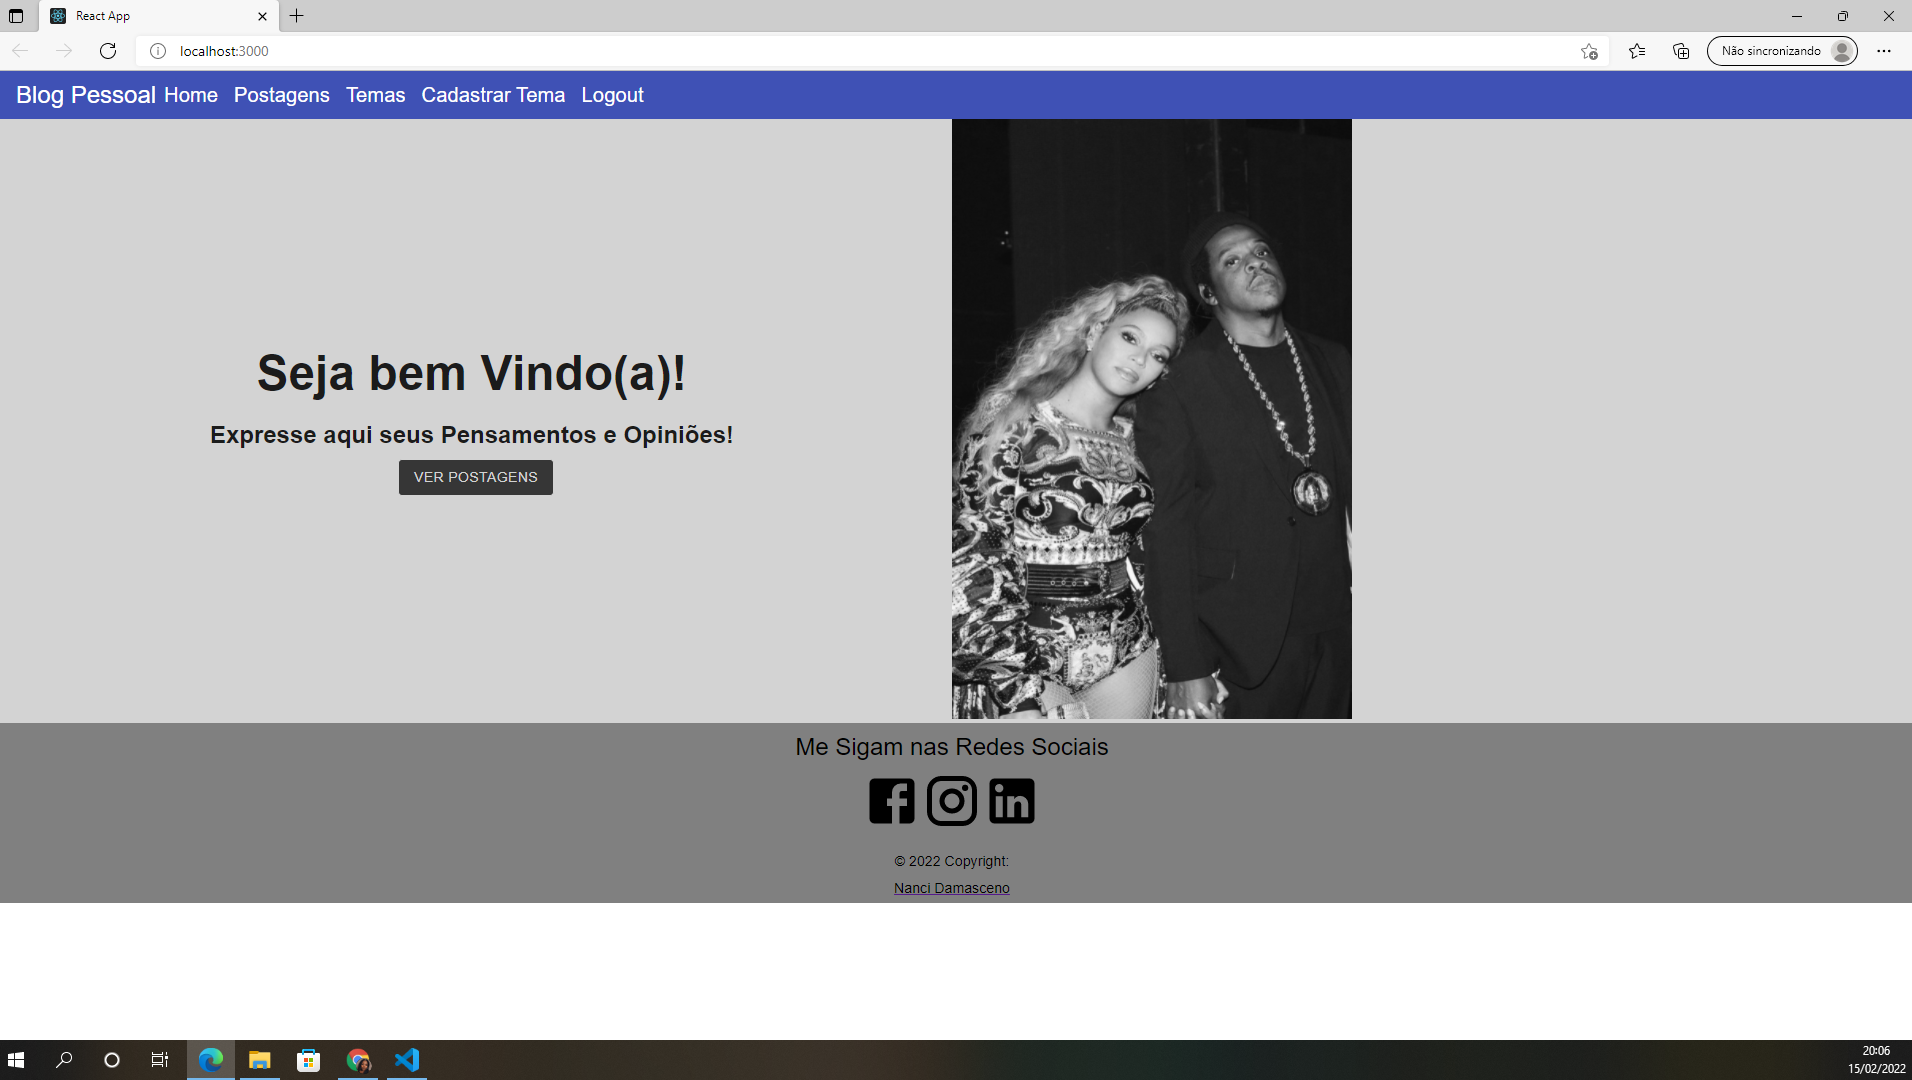 React App
localhost:3000
Não sincronizando
Blog Pessoal Home Postagens Temas Cadastrar Tema Logout
Seja bem Vindo(a)!
Expresse aqui seus Pensamentos e Opiniões!
VER POSTAGENS
Me Sigam nas Redes Sociais
© 2022 Copyright:
Nanci Damasceno
20:06
15/02/2022